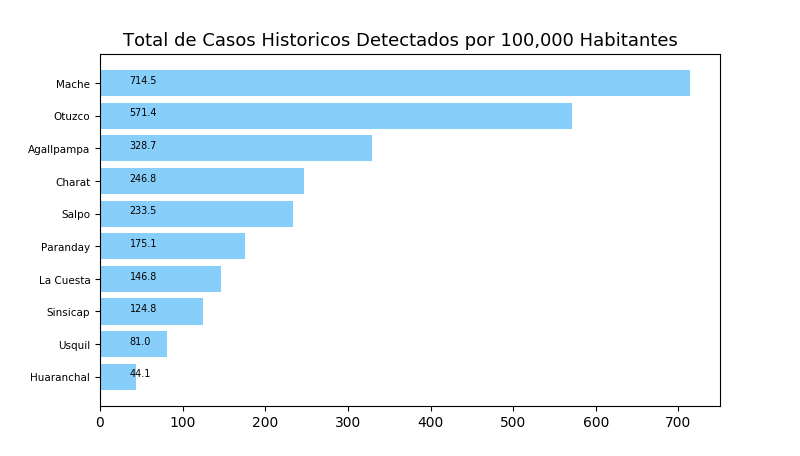 Total de Casos Historicos Detectados por 100,000 Habitantes
Mache 714.5
Otuzco 571.4
Agallpampa 328.7
Charat 246.8
Salpo 233.5
Paranday 175.1
La Cuesta 146.8
Sinsicap 124.8
Usquil 81.0
Huaranchal 44.1
0 100 200 300 400 500 600 700